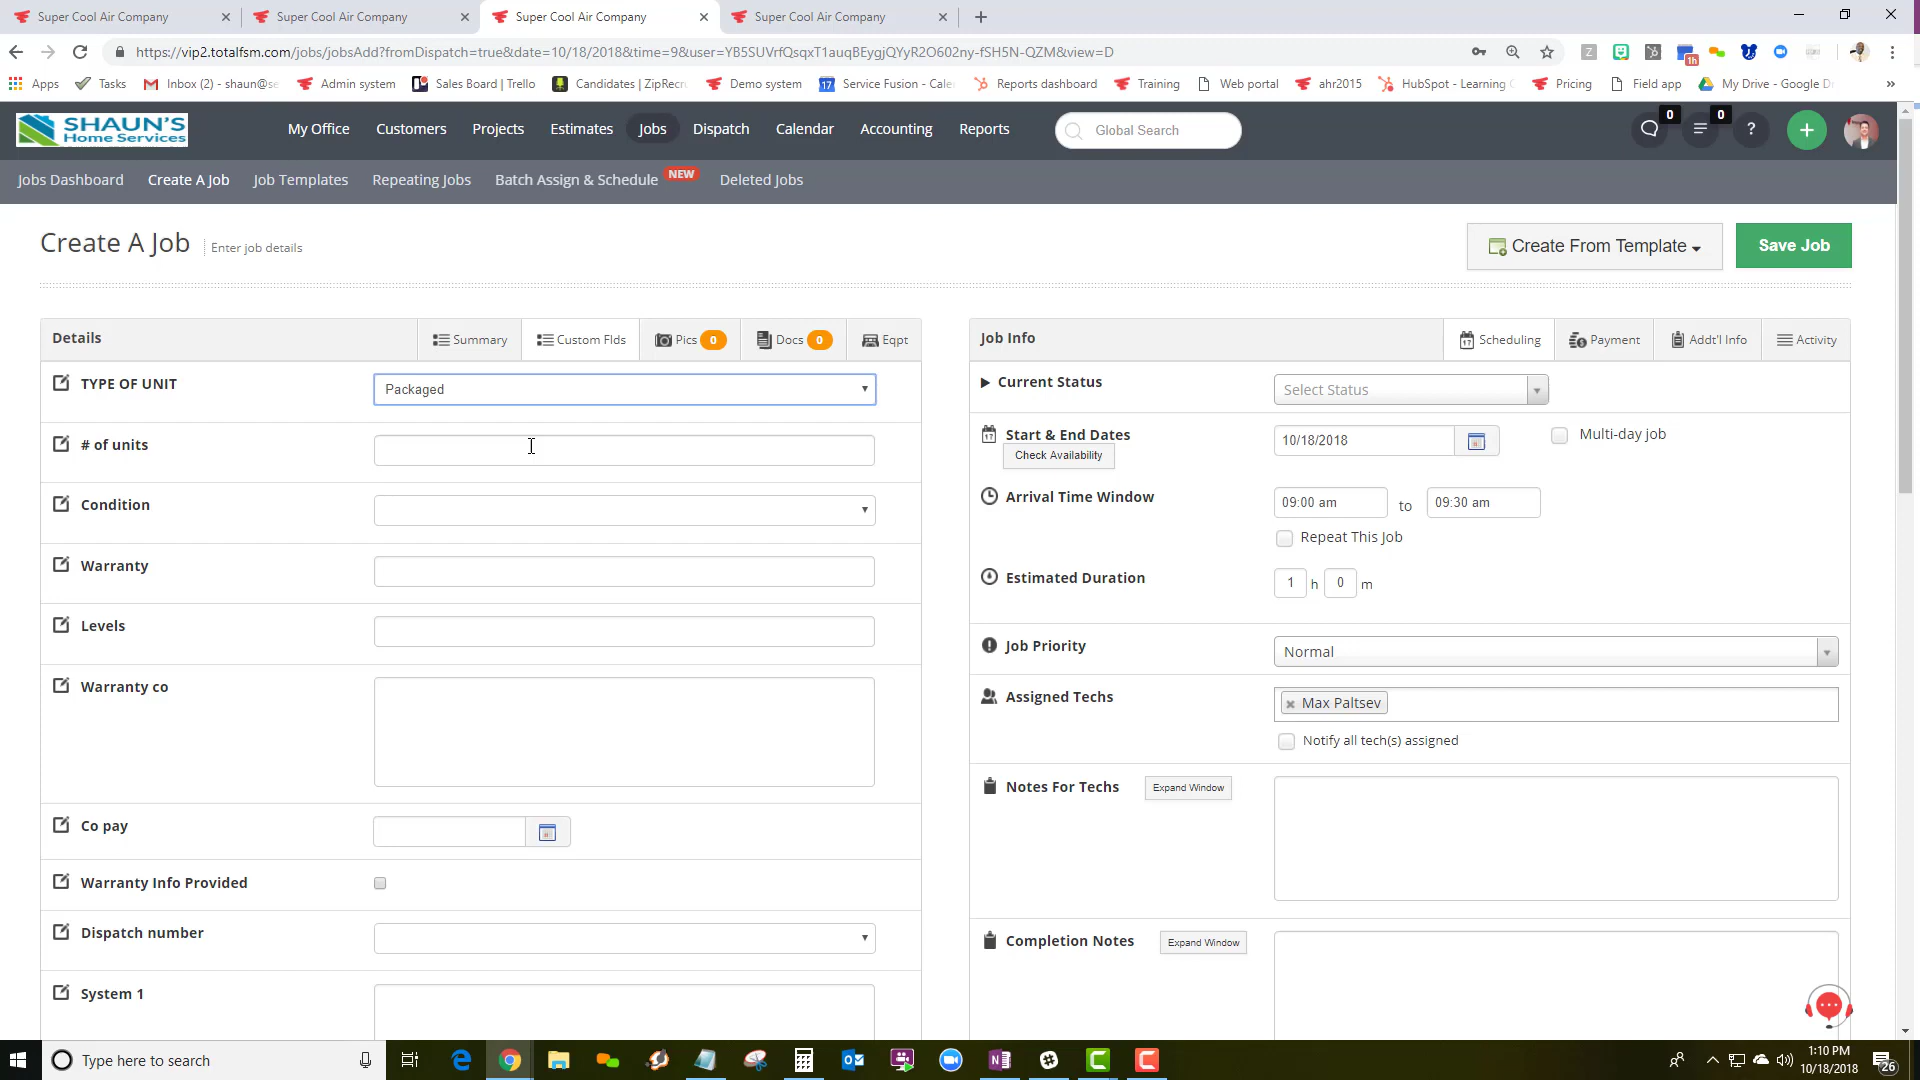 Super Cool Air Company
Super Cool Air Company
Super Cool Air Company
Super Cool Air Company
https://vip2.totalfsm.com/jobs/jobsAdd?fromDispatch=true&date=10/18/2018&time=9&user=YB5SUVrfQsqxT1auqBEygjQYyR2O602ny-fSH5N-QZM&view=D
1h
Apps
Tasks
Inbox (2) - shaun@se
Admin system
Sales Board | Trello
Candidates | ZipRecru
Demo system
17 Service Fusion - Cale
Reports dashboard
Training
Web portal
ahr2015
HubSpot - Learning C
Pricing
Field app
My Drive - Google Dr
»
SHAUN'S
Home Services
My Office
Customers
Projects
Estimates
Jobs
Dispatch
Calendar
Accounting
Reports
Global Search
0
0
?
+
Jobs Dashboard
Create A Job
Job Templates
Repeating Jobs
Batch Assign & Schedule NEW
Deleted Jobs
Create A Job
Enter job details
Create From Template
Save Job
Details
Summary
Custom Flds
Pics 0
Docs 0
Eqpt
TYPE OF UNIT
Packaged
# of units
Condition
Warranty
Levels
Warranty co
Co pay
Warranty Info Provided
Dispatch number
System 1
Job Info
Scheduling
Payment
Addt'l Info
Activity
Current Status
Select Status
Start & End Dates
Check Availability
10/18/2018
Multi-day job
Arrival Time Window
09:00 am to 09:30 am
Repeat This Job
Estimated Duration
1 h 0 m
Job Priority
Normal
Assigned Techs
Max Paltsev
Notify all tech(s) assigned
Notes For Techs
Expand Window
Completion Notes
Expand Window
Type here to search
1:10 PM
10/18/2018
26